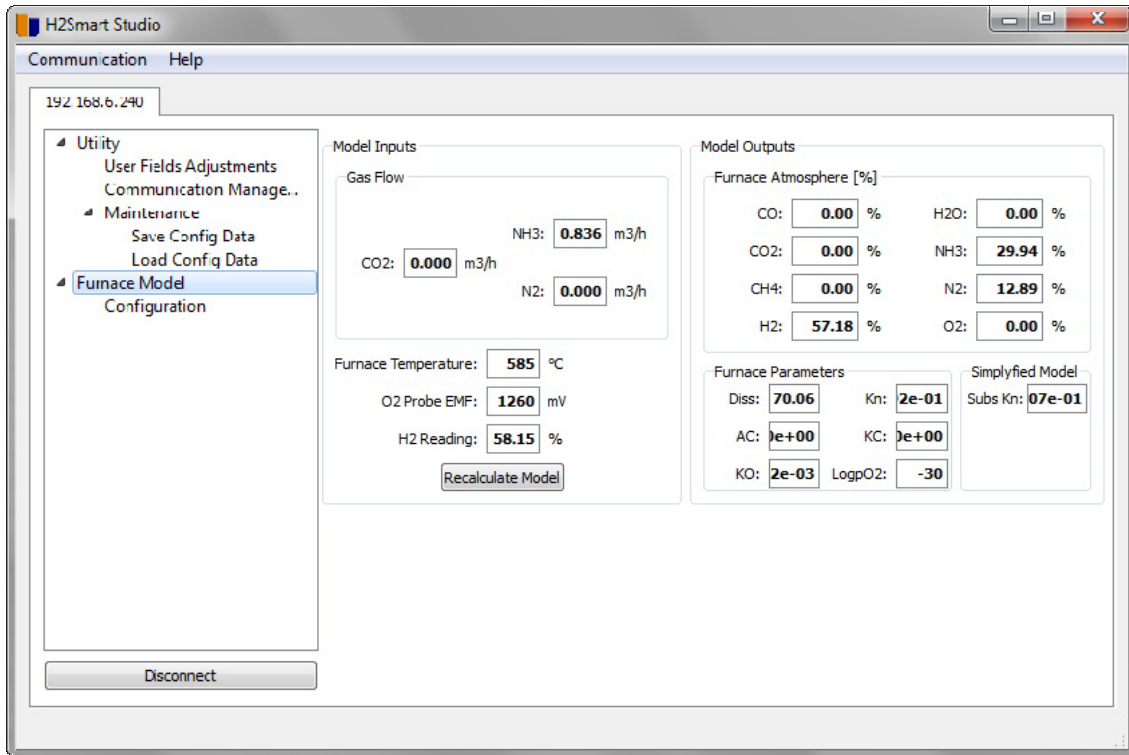 H2Smart Studio
Communication Help
192.168.6.240
Utility
User Fields Adjustments
Communication Manage...
Maintenance
Save Config Data
Load Config Data
Furnace Model
Configuration
Disconnect
Model Inputs
Gas Flow
NH3: 0.836 m3/h
CO2: 0.000 m3/h
N2: 0.000 m3/h
Furnace Temperature: 585 °C
O2 Probe EMF: 1260 mV
H2 Reading: 58.15 %
Recalculate Model
Model Outputs
Furnace Atmosphere [%]
CO: 0.00 % H2O: 0.00 %
CO2: 0.00 % NH3: 29.94 %
CH4: 0.00 % N2: 12.89 %
H2: 57.18 % O2: 0.00 %
Furnace Parameters
Diss: 70.06 Kn: 2e-01
AC: e+00 KC: e+00
KO: 2e-03 LogpO2: -30
Simplyfied Model
Subs Kn: 07e-01